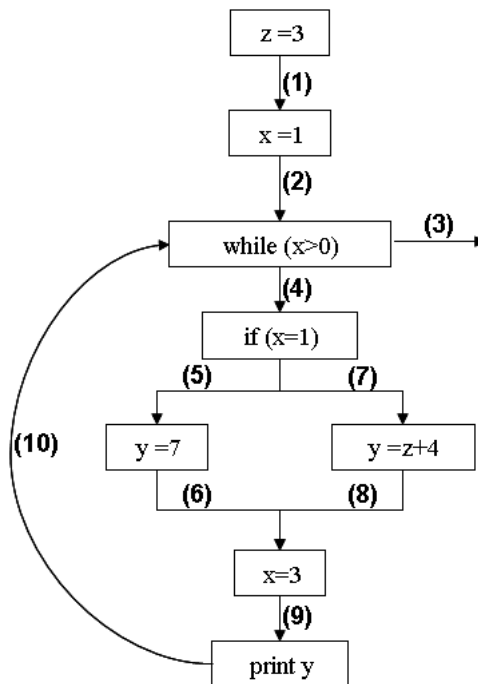 z =3
(1)
x =1
(2)
while (x>0)
(3)
(4)
if (x=1)
(5)
(7)
y =7
(10)
y =z+4
(6)
(8)
x=3
(9)
print y